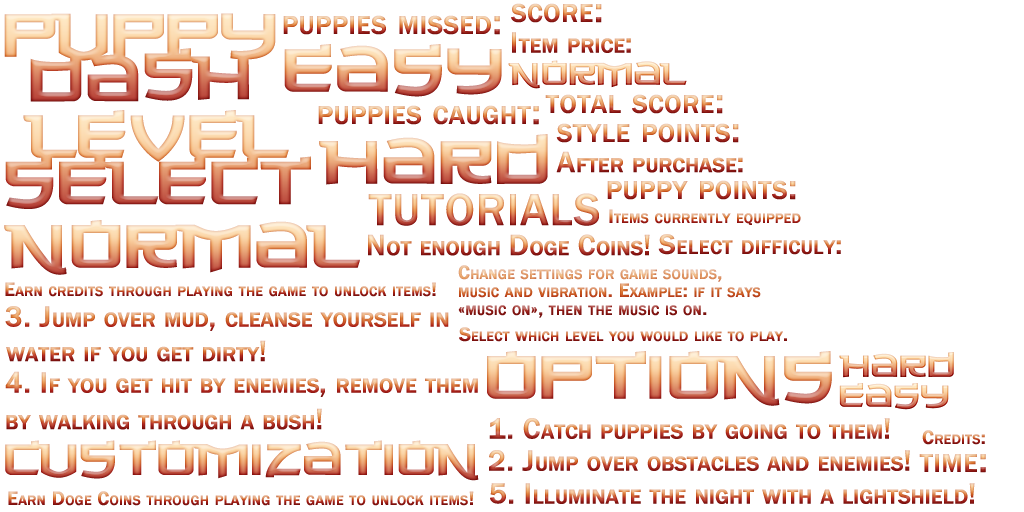 PUPPY
DASH
PUPPIES MISSED:
SCORE:
ITEM PRICE:
EASY
NORMAL
PUPPIES CAUGHT:
TOTAL SCORE:
STYLE POINTS:
LEVEL
SELECT
HARD
AFTER PURCHASE:
TUTORIALS
PUPPY POINTS:
ITEMS CURRENTLY EQUIPPED
NORMAL
NOT ENOUGH DOGE COINS!
SELECT DIFFICULY:
EARN CREDITS THROUGH PLAYING THE GAME TO UNLOCK ITEMS!
CHANGE SETTINGS FOR GAME SOUNDS,
MUSIC AND VIBRATION. EXAMPLE: IF IT SAYS
«MUSIC ON», THEN THE MUSIC IS ON.
3. JUMP OVER MUD, CLEANSE YOURSELF IN
WATER IF YOU GET DIRTY!
SELECT WHICH LEVEL YOU WOULD LIKE TO PLAY.
4. IF YOU GET HIT BY ENEMIES, REMOVE THEM
BY WALKING THROUGH A BUSH!
OPTIONS
HARD
EASY
CUSTOMIZATION
1. CATCH PUPPIES BY GOING TO THEM!
CREDITS:
2. JUMP OVER OBSTACLES AND ENEMIES!
TIME:
EARN DOGE COINS THROUGH PLAYING THE GAME TO UNLOCK ITEMS!
5. ILLUMINATE THE NIGHT WITH A LIGHTSHIELD!